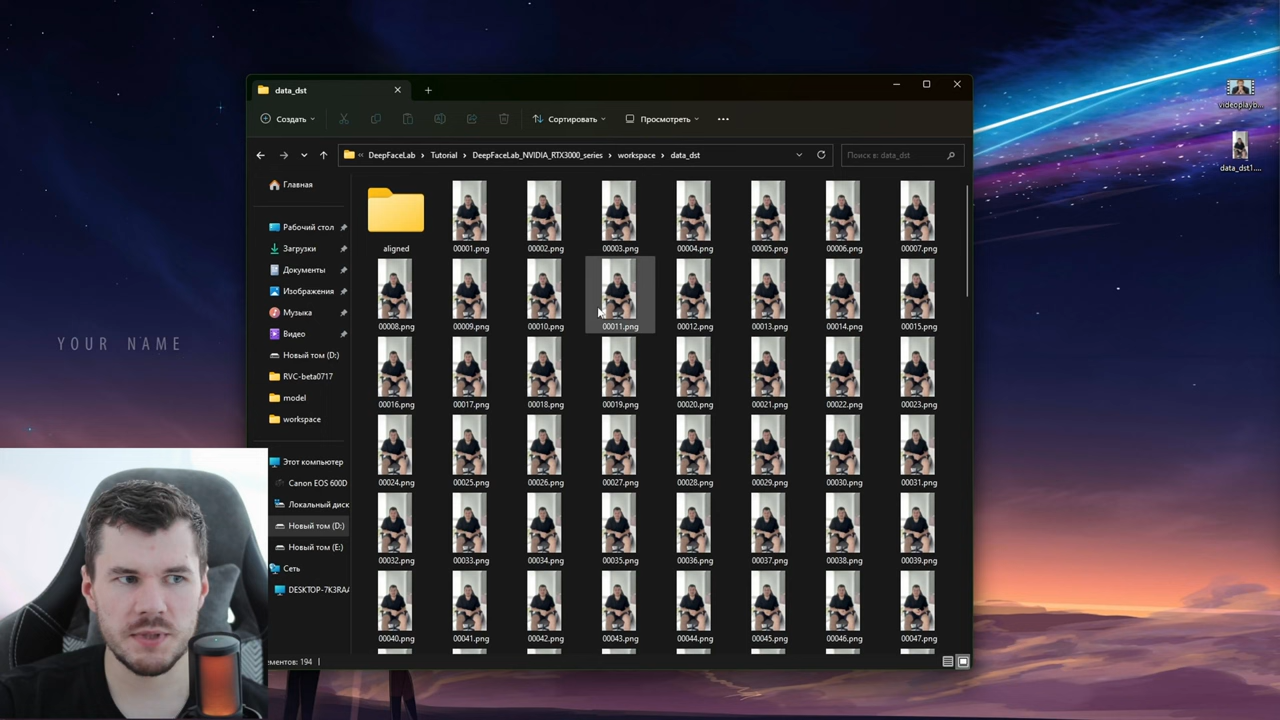 data_dst
Создать
Сортировать
Просмотреть
DeepFaceLab > Tutorial > DeepFaceLab_NVIDIA_RTX3000_series > workspace > data_dst
Поиск в: data_dst
Главная
Рабочий стол
Загрузки
Документы
Изображения
Музыка
Видео
Новый том (D:)
RVC-beta0717
model
workspace
Этот компьютер
Canon EOS 600D
Локальный диск
Новый том (D:)
Новый том (E:)
Сеть
DESKTOP-7K3RAA
aligned 00001.png 00002.png 00003.png 00004.png 00005.png 00006.png 00007.png
00008.png 00009.png 00010.png 00011.png 00012.png 00013.png 00014.png 00015.png
00016.png 00017.png 00018.png 00019.png 00020.png 00021.png 00022.png 00023.png
00024.png 00025.png 00026.png 00027.png 00028.png 00029.png 00030.png 00031.png
00032.png 00033.png 00034.png 00035.png 00036.png 00037.png 00038.png 00039.png
00040.png 00041.png 00042.png 00043.png 00044.png 00045.png 00046.png 00047.png
ементов: 194
YOUR NAME
videoplayb...
data_dst1....